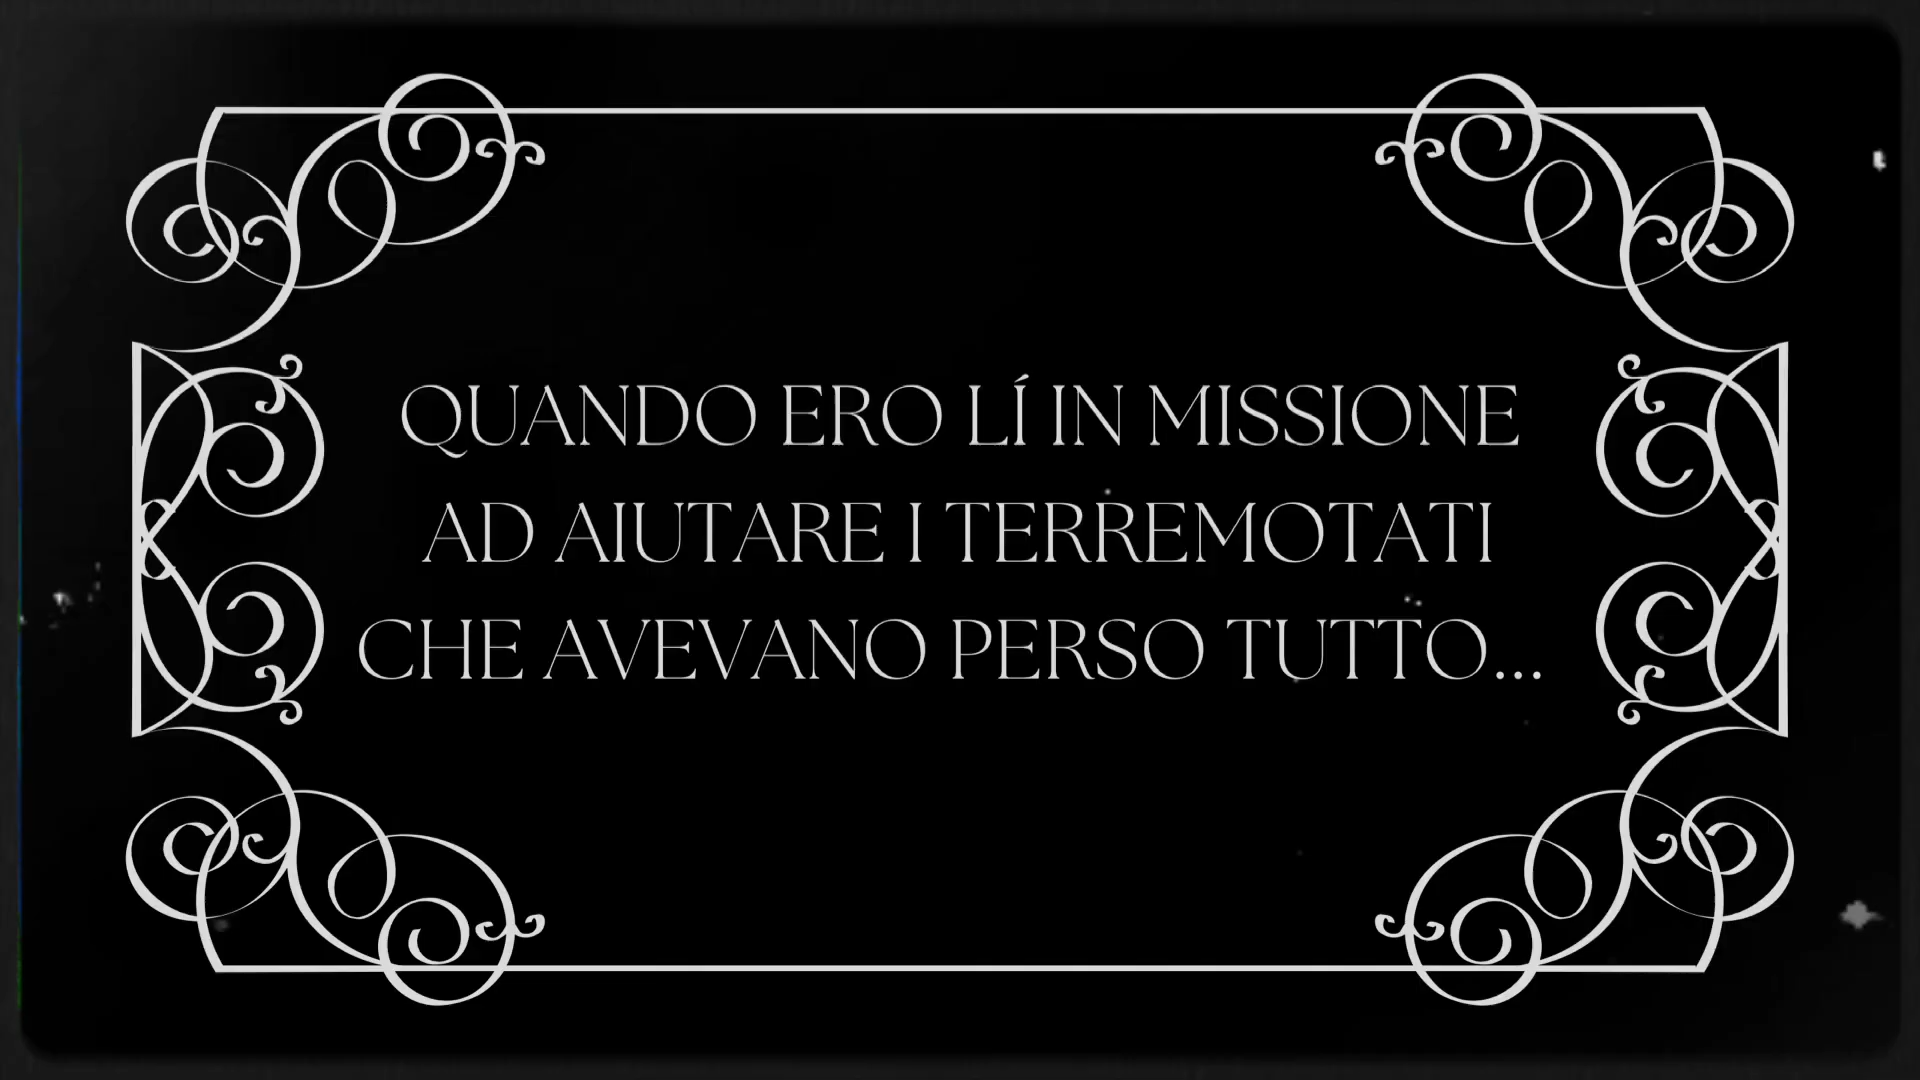 QUANDO ERO LÍ IN MISSIONE
AD AIUTARE I TERREMOTATI
CHE AVEVANO PERSO TUTTO...